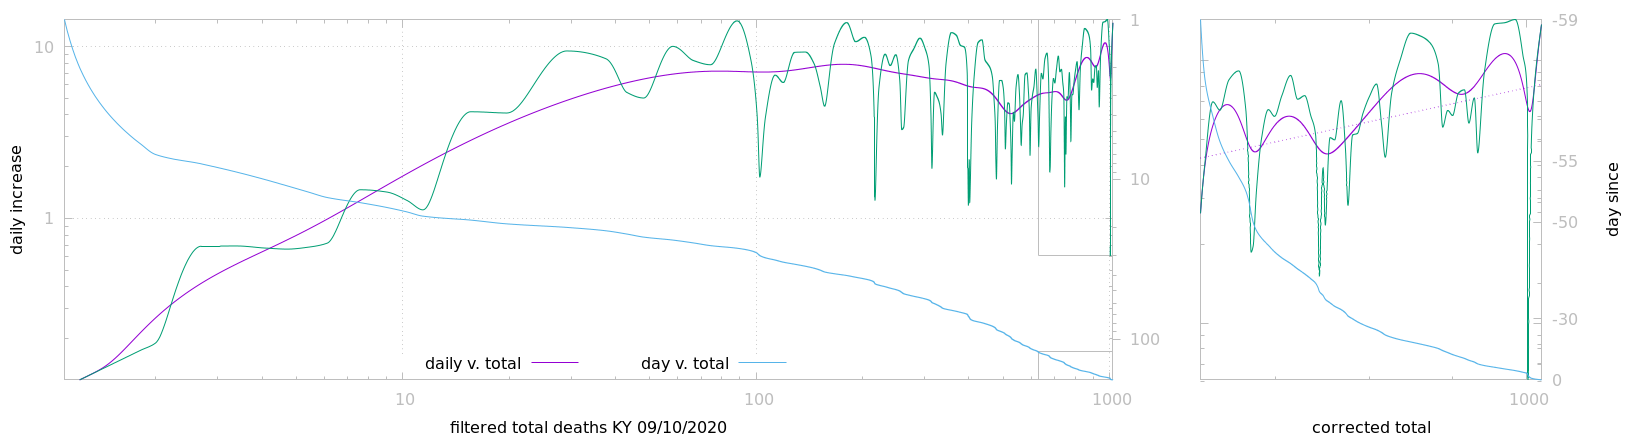 10
1
daily increase
1
10
100
daily v. total
day v. total
10
100
1000
filtered total deaths KY 09/10/2020
-59
-55
-50
-30
0
day since
1000
corrected total